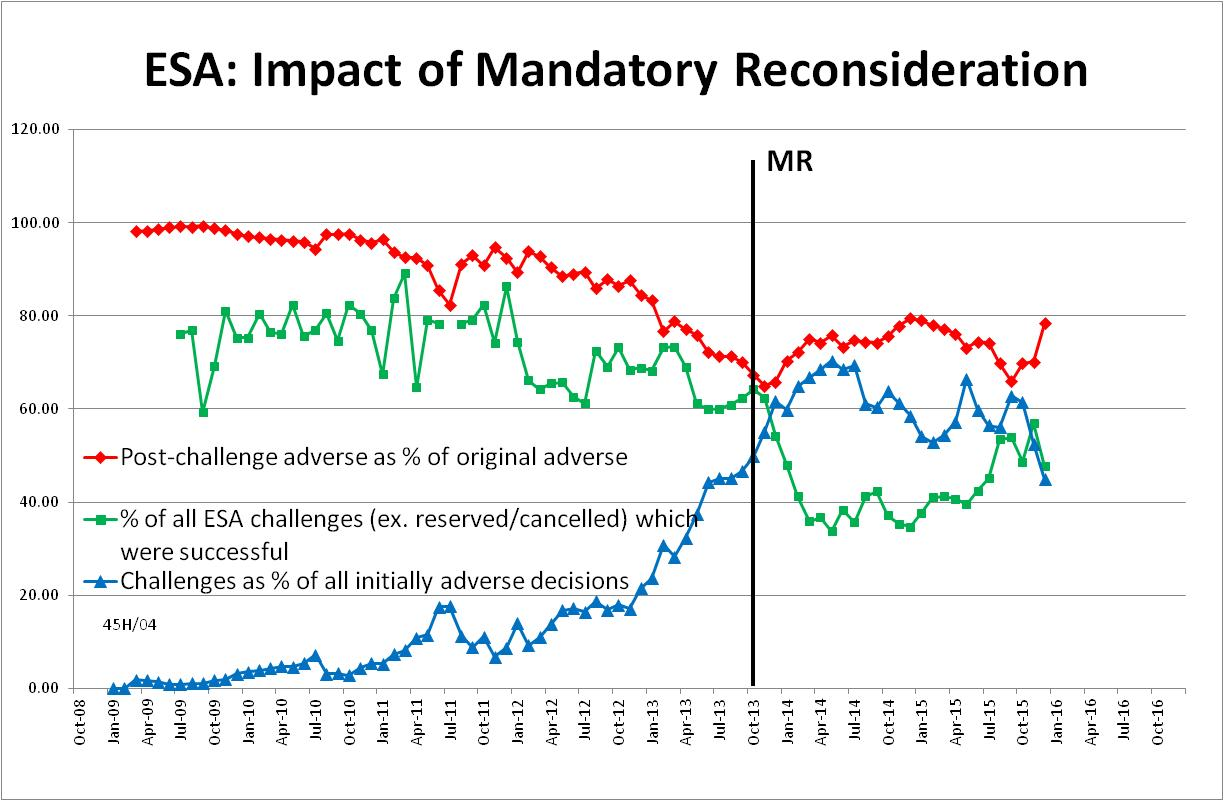 ESA: Impact of Mandatory Reconsideration
120.00
MR
100.00
80.00
60.00
Post-challenge adverse as % of original adverse
40.00
% of all ESA challenges (ex. reserved/cancelled) which
were successful
Challenges as % of all initially adverse decisions
20.00
45H/04
0.00
Oct-08
Jan-09
Apr-09
Jul-09
Oct-09
Jan-10
Apr-10
Jul-10
Oct-10
Jan-11
Apr-11
Jul-11
Oct-11
Jan-12
Apr-12
Jul-12
Oct-12
Jan-13
Apr-13
Jul-13
Oct-13
Jan-14
Apr-14
Jul-14
Oct-14
Jan-15
Apr-15
Jul-15
Oct-15
Jan-16
Apr-16
Jul-16
Oct-16